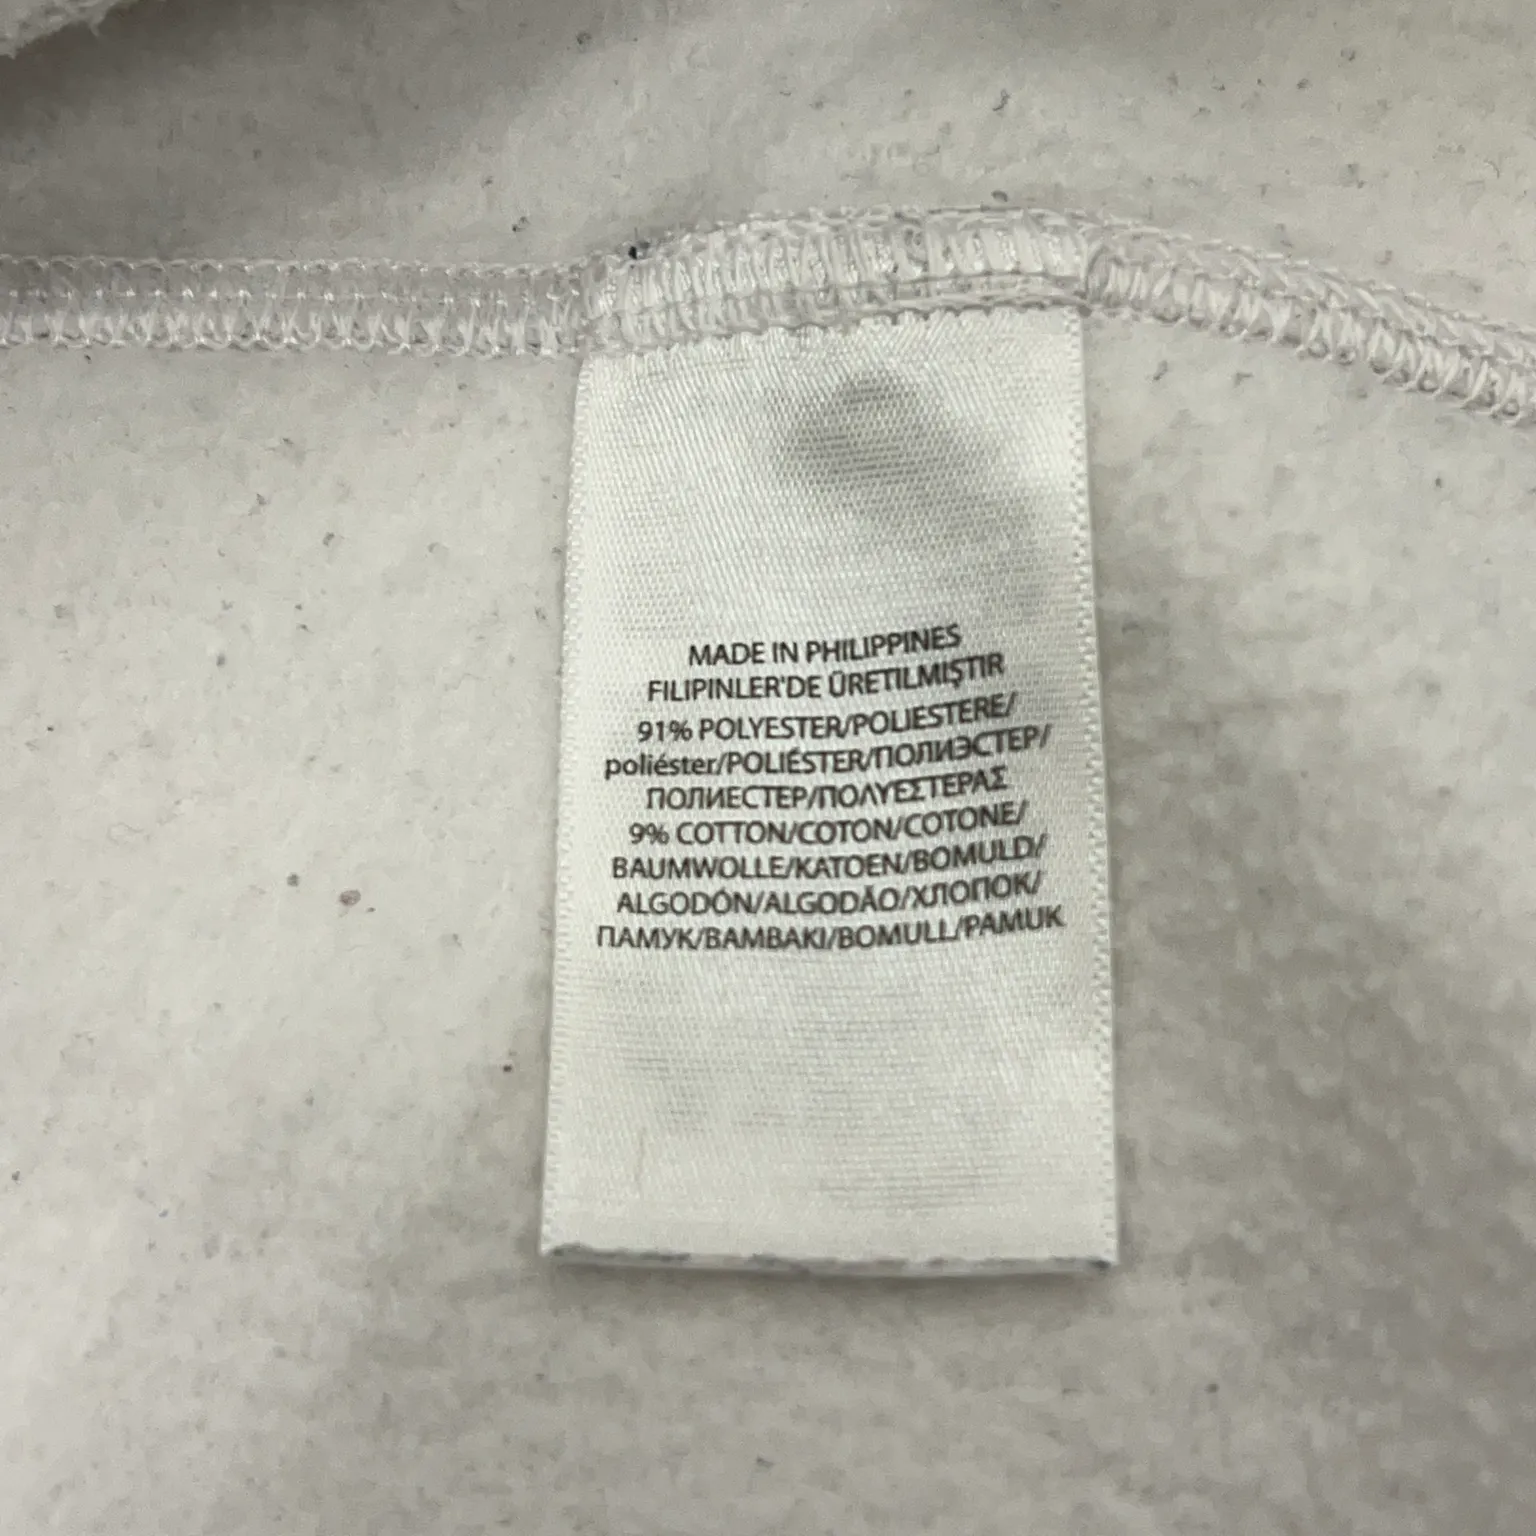 MADE IN PHILIPPINES
FILIPINLER'DE ÜRETILMIŞTIR
91% POLYESTER/POLIESTERE/
poliéster/POLIÉSTER/ПОЛИЭСТЕР/
ПОЛИЕСТЕР/ΠΟΛΥΕΣΤΕΡΑΣ
9% COTTON/COTON/COTONE/
BAUMWOLLE/KATOEN/BOMULD/
ALGODÓN/ALGODÃO/ХЛОПОК/
ПАМУК/BAMBAKI/BOMULL/PAMUK